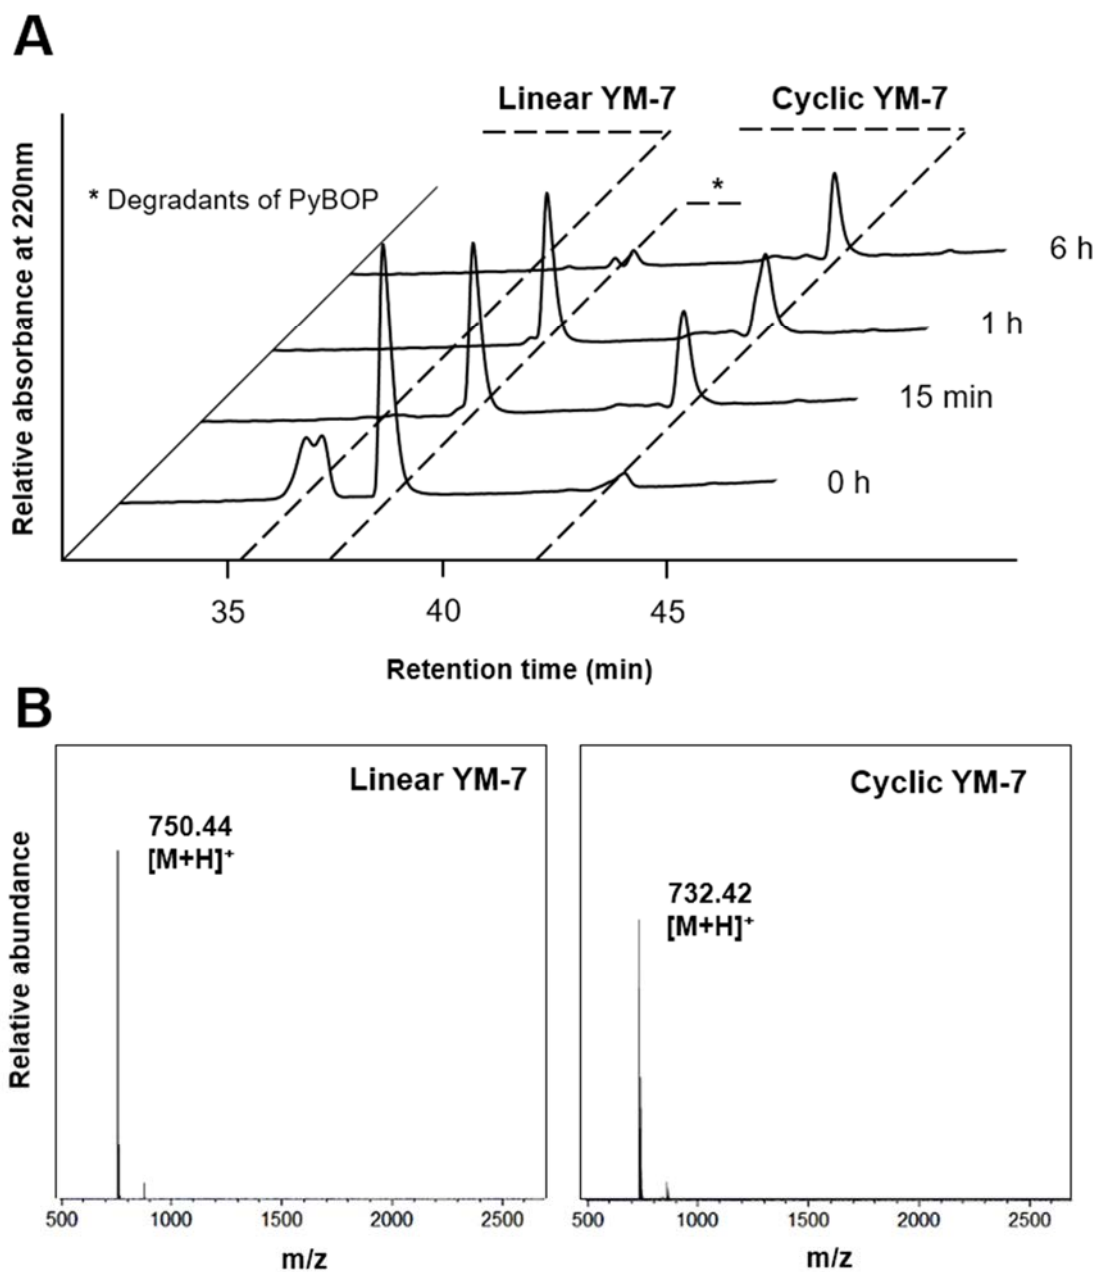 A
Linear YM-7
Cyclic YM-7
*
* Degradants of PyBOP
6 h
1 h
15 min
0 h
Relative absorbance at 220nm
35
40
45
Retention time (min)
B
Linear YM-7
750.44
[M+H]⁺
Cyclic YM-7
732.42
[M+H]⁺
Relative abundance
500
1000
1500
2000
2500
m/z
500
1000
1500
2000
2500
m/z